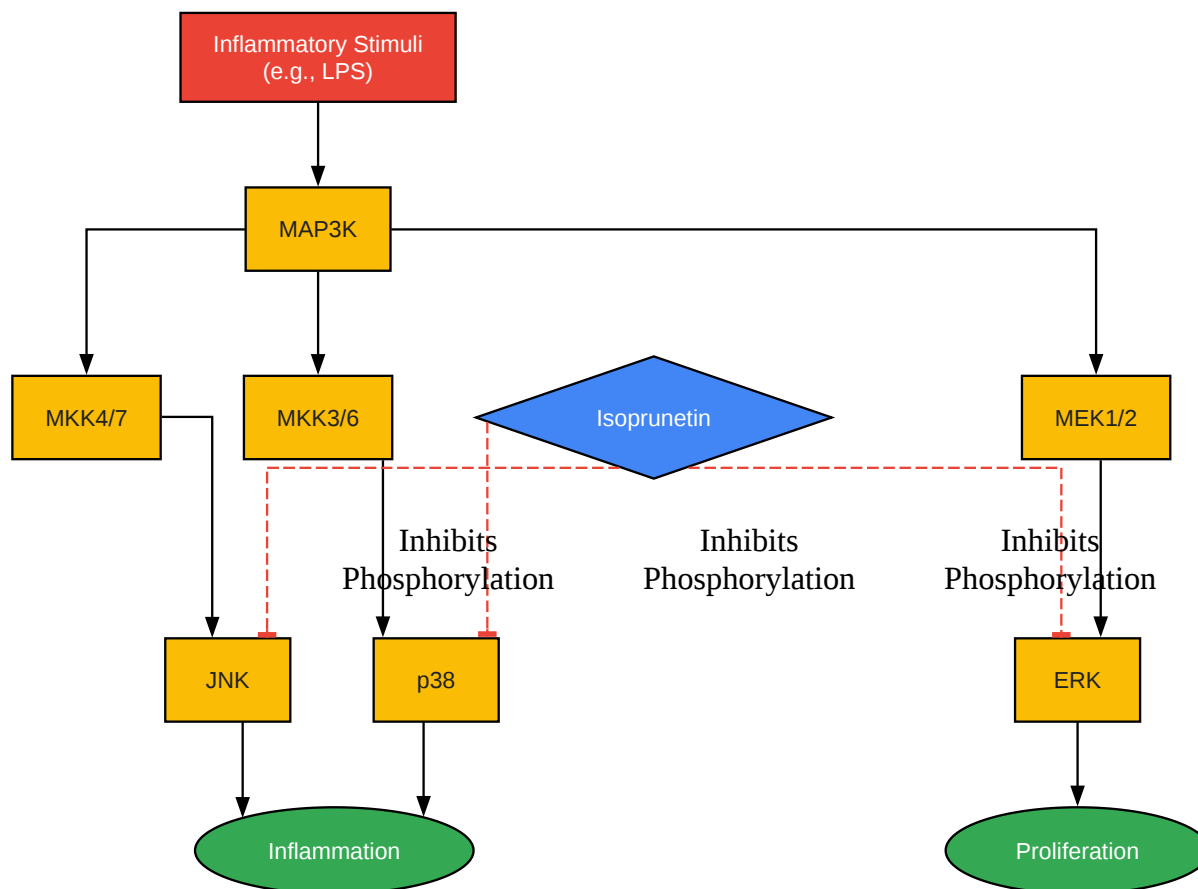 Inflammatory Stimuli
(e.g., LPS)
MAP3K
MKK4/7
MKK3/6
Isoprunetin
MEK1/2
Inhibits
Phosphorylation
Inhibits
Phosphorylation
Inhibits
Phosphorylation
JNK
p38
ERK
Inflammation
Proliferation